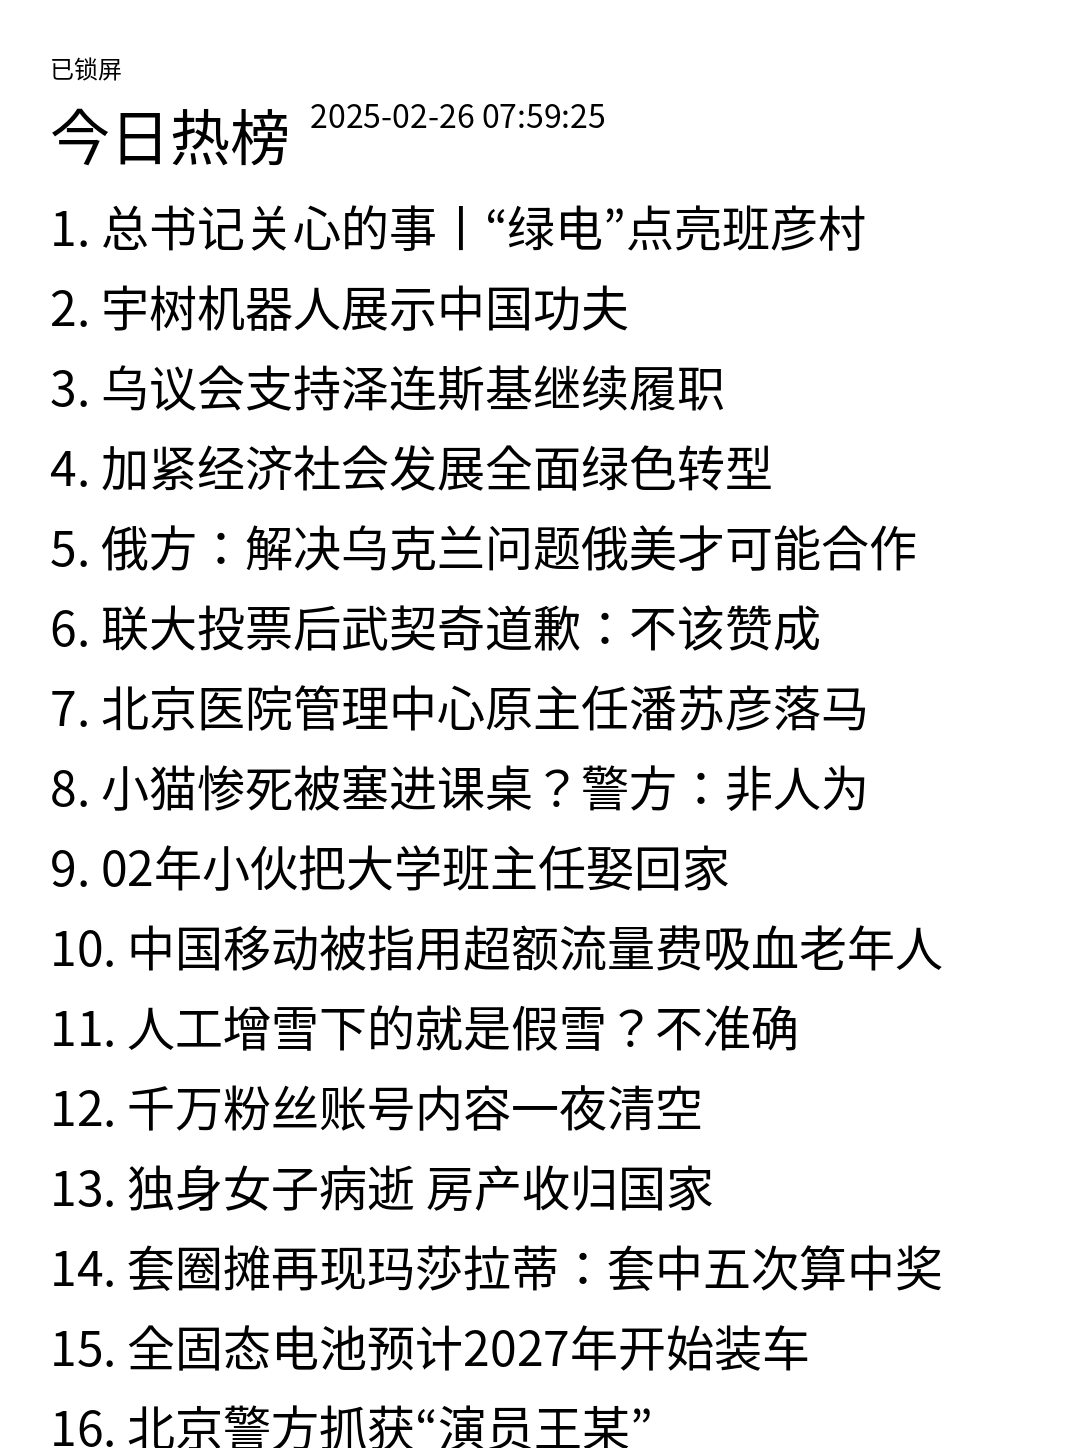 已锁屏
今日热榜 2025-02-26 07:59:25
1. 总书记关心的事丨“绿电”点亮班彦村
2. 宇树机器人展示中国功夫
3. 乌议会支持泽连斯基继续履职
4. 加紧经济社会发展全面绿色转型
5. 俄方：解决乌克兰问题俄美才可能合作
6. 联大投票后武契奇道歉：不该赞成
7. 北京医院管理中心原主任潘苏彦落马
8. 小猫惨死被塞进课桌？警方：非人为
9. 02年小伙把大学班主任娶回家
10. 中国移动被指用超额流量费吸血老年人
11. 人工增雪下的就是假雪？不准确
12. 千万粉丝账号内容一夜清空
13. 独身女子病逝 房产收归国家
14. 套圈摊再现玛莎拉蒂：套中五次算中奖
15. 全固态电池预计2027年开始装车
16. 北京警方抓获“演员王某”